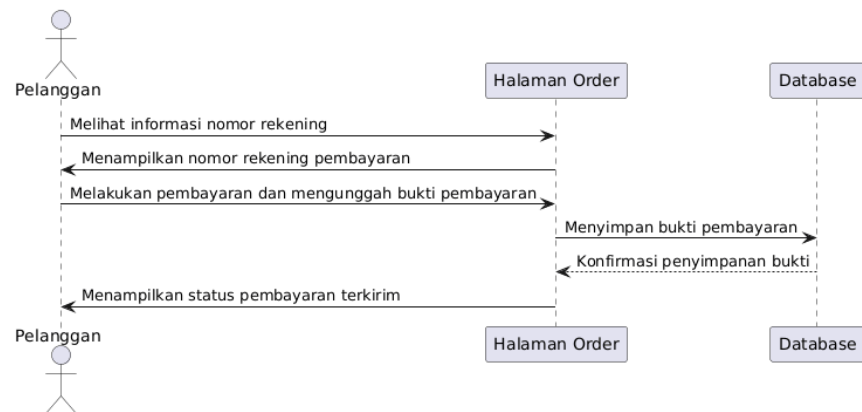 Pelanggan
Halaman Order
Database
Melihat informasi nomor rekening
Menampilkan nomor rekening pembayaran
Melakukan pembayaran dan mengunggah bukti pembayaran
Menyimpan bukti pembayaran
Konfirmasi penyimpanan bukti
Menampilkan status pembayaran terkirim
Pelanggan
Halaman Order
Database